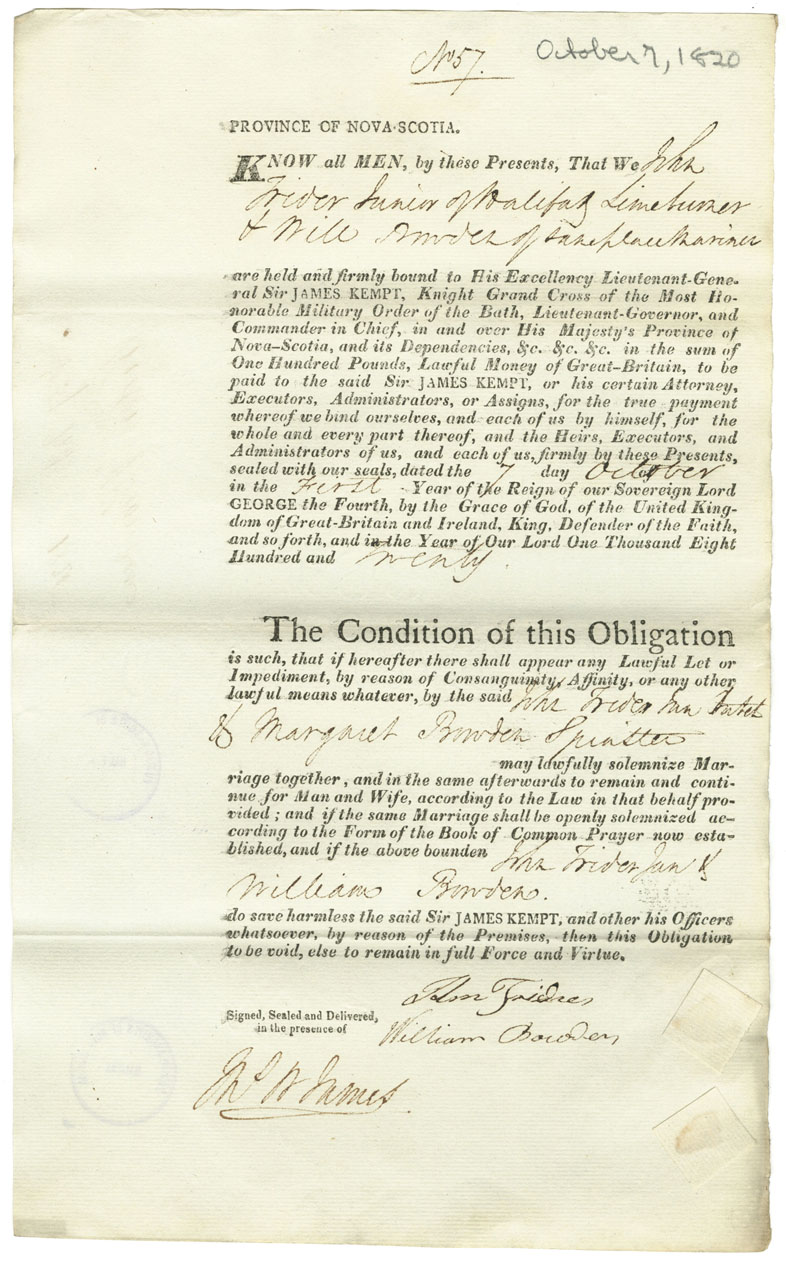 No 57.
October 7, 1820
PROVINCE OF NOVA-SCOTIA.
KNOW all MEN, by these Presents, That We John
Trider Junior of Halifax Limeburner
& Will Bowden of same place Mariner
are held and firmly bound to His Excellency Lieutenant-Gene-
ral Sir JAMES KEMPT, Knight Grand Cross of the Most Ho-
norable Military Order of the Bath, Lieutenant-Governor, and
Commander in Chief, in and over His Majesty's Province of
Nova-Scotia, and its Dependencies, &c. &c. &c. in the sum of
One Hundred Pounds, Lawful Money of Great-Britain, to be
paid to the said Sir JAMES KEMPT, or his certain Attorney,
Executors, Administrators, or Assigns, for the true payment
whereof we bind ourselves, and each of us by himself, for the
whole and every part thereof, and the Heirs, Executors, and
Administrators of us, and each of us, firmly by these Presents,
sealed with our seals, dated the 7 day October
in the First Year of the Reign of our Sovereign Lord
GEORGE the Fourth, by the Grace of God, of the United King-
dom of Great-Britain and Ireland, King, Defender of the Faith,
and so forth, and in the Year of Our Lord One Thousand Eight
Hundred and Twenty.
The Condition of this Obligation
is such, that if hereafter there shall appear any Lawful Let or
Impediment, by reason of Consanguinity, Affinity, or any other
lawful means whatever, by the said John Trider Jun
& Margaret Bowden Spinster
may lawfully solemnize Mar-
riage together, and in the same afterwards to remain and conti-
nue for Man and Wife, according to the Law in that behalf pro-
vided; and if the same Marriage shall be openly solemnized ac-
cording to the Form of the Book of Common Prayer now esta-
blished, and if the above bounden John Trider Jun &
William Bowden.
do save harmless the said Sir JAMES KEMPT, and other his Officers
whatsoever, by reason of the Premises, then this Obligation
to be void, else to remain in full Force and Virtue.
John Trider
Signed, Sealed and Delivered,
in the presence of
William Bowden
Thos W James